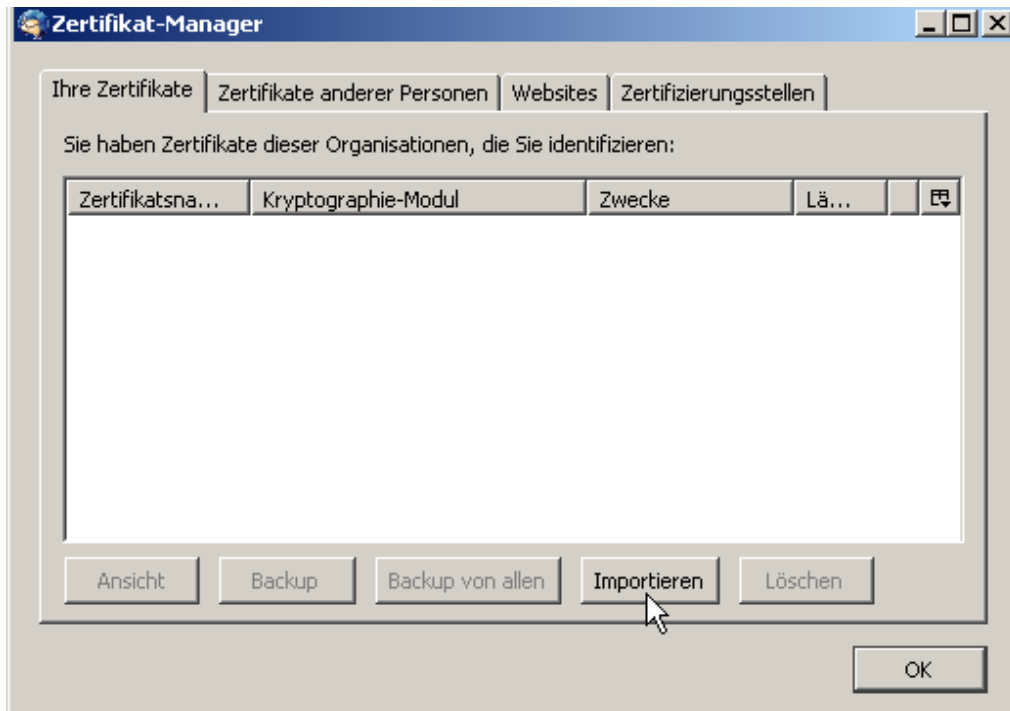 Zertifikat-Manager
Ihre Zertifikate Zertifikate anderer Personen Websites Zertifizierungsstellen
Sie haben Zertifikate dieser Organisationen, die Sie identifizieren:
Zertifikatsna... Kryptographie-Modul Zwecke Lä...
Ansicht Backup Backup von allen Importieren Löschen
OK